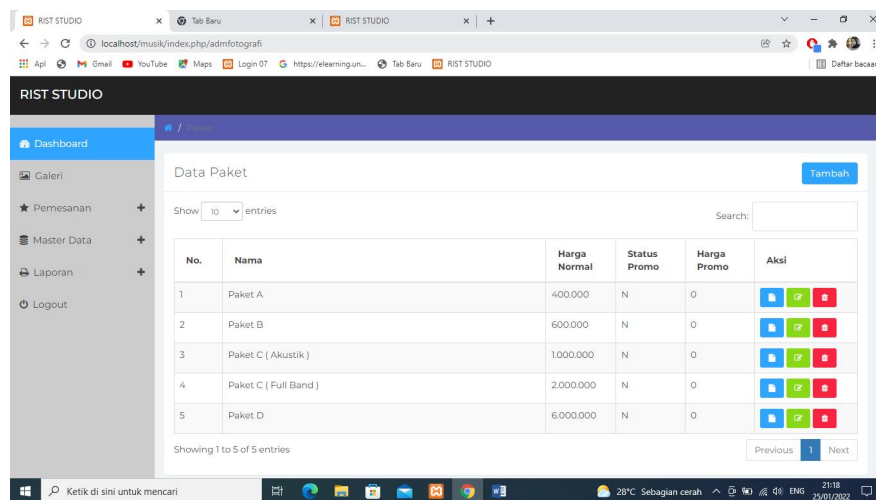 RIST STUDIO
Tab Baru
RIST STUDIO
localhost/musik/index.php/admfotografi
Apl
Gmail
YouTube
Maps
Login 07
https://elearning.un...
Tab Baru
RIST STUDIO
Daftar bacaan
RIST STUDIO
/ Paket
Dashboard
Galeri
Pemesanan
Master Data
Laporan
Logout
Data Paket
Tambah
Show 10 entries
Search:
No. Nama Harga Normal Status Promo Harga Promo Aksi
1 Paket A 400.000 N 0
2 Paket B 600.000 N 0
3 Paket C ( Akustik ) 1.000.000 N 0
4 Paket C ( Full Band ) 2.000.000 N 0
5 Paket D 6.000.000 N 0
Showing 1 to 5 of 5 entries
Previous 1 Next
Ketik di sini untuk mencari
28°C Sebagian cerah
ENG
21:18
25/01/2022